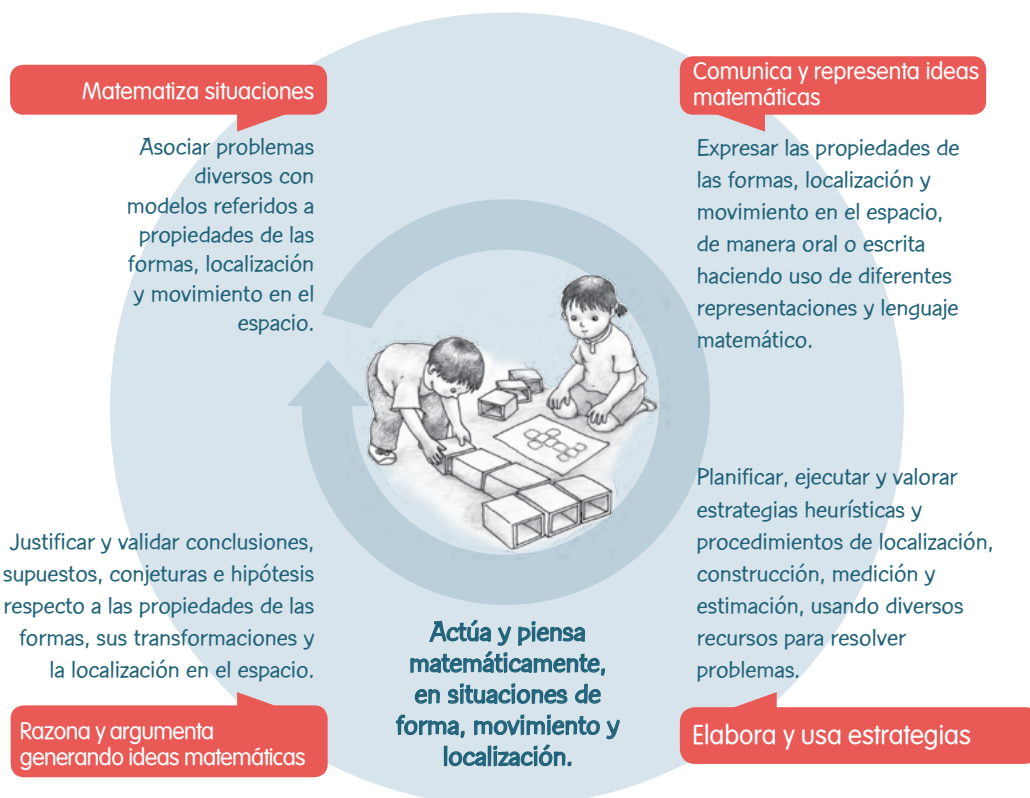 Matematiza situaciones
Asociar problemas
diversos con
modelos referidos a
propiedades de las
formas, localización
y movimiento en el
espacio.
Comunica y representa ideas
matemáticas
Expresar las propiedades de
las formas, localización y
movimiento en el espacio,
de manera oral o escrita
haciendo uso de diferentes
representaciones y lenguaje
matemático.
Justificar y validar conclusiones,
supuestos, conjeturas e hipótesis
respecto a las propiedades de las
formas, sus transformaciones y
la localización en el espacio.
Razona y argumenta
generando ideas matemáticas
Actúa y piensa
matemáticamente,
en situaciones de
forma, movimiento y
localización.
Planificar, ejecutar y valorar
estrategias heurísticas y
procedimientos de localización,
construcción, medición y
estimación, usando diversos
recursos para resolver
problemas.
Elabora y usa estrategias